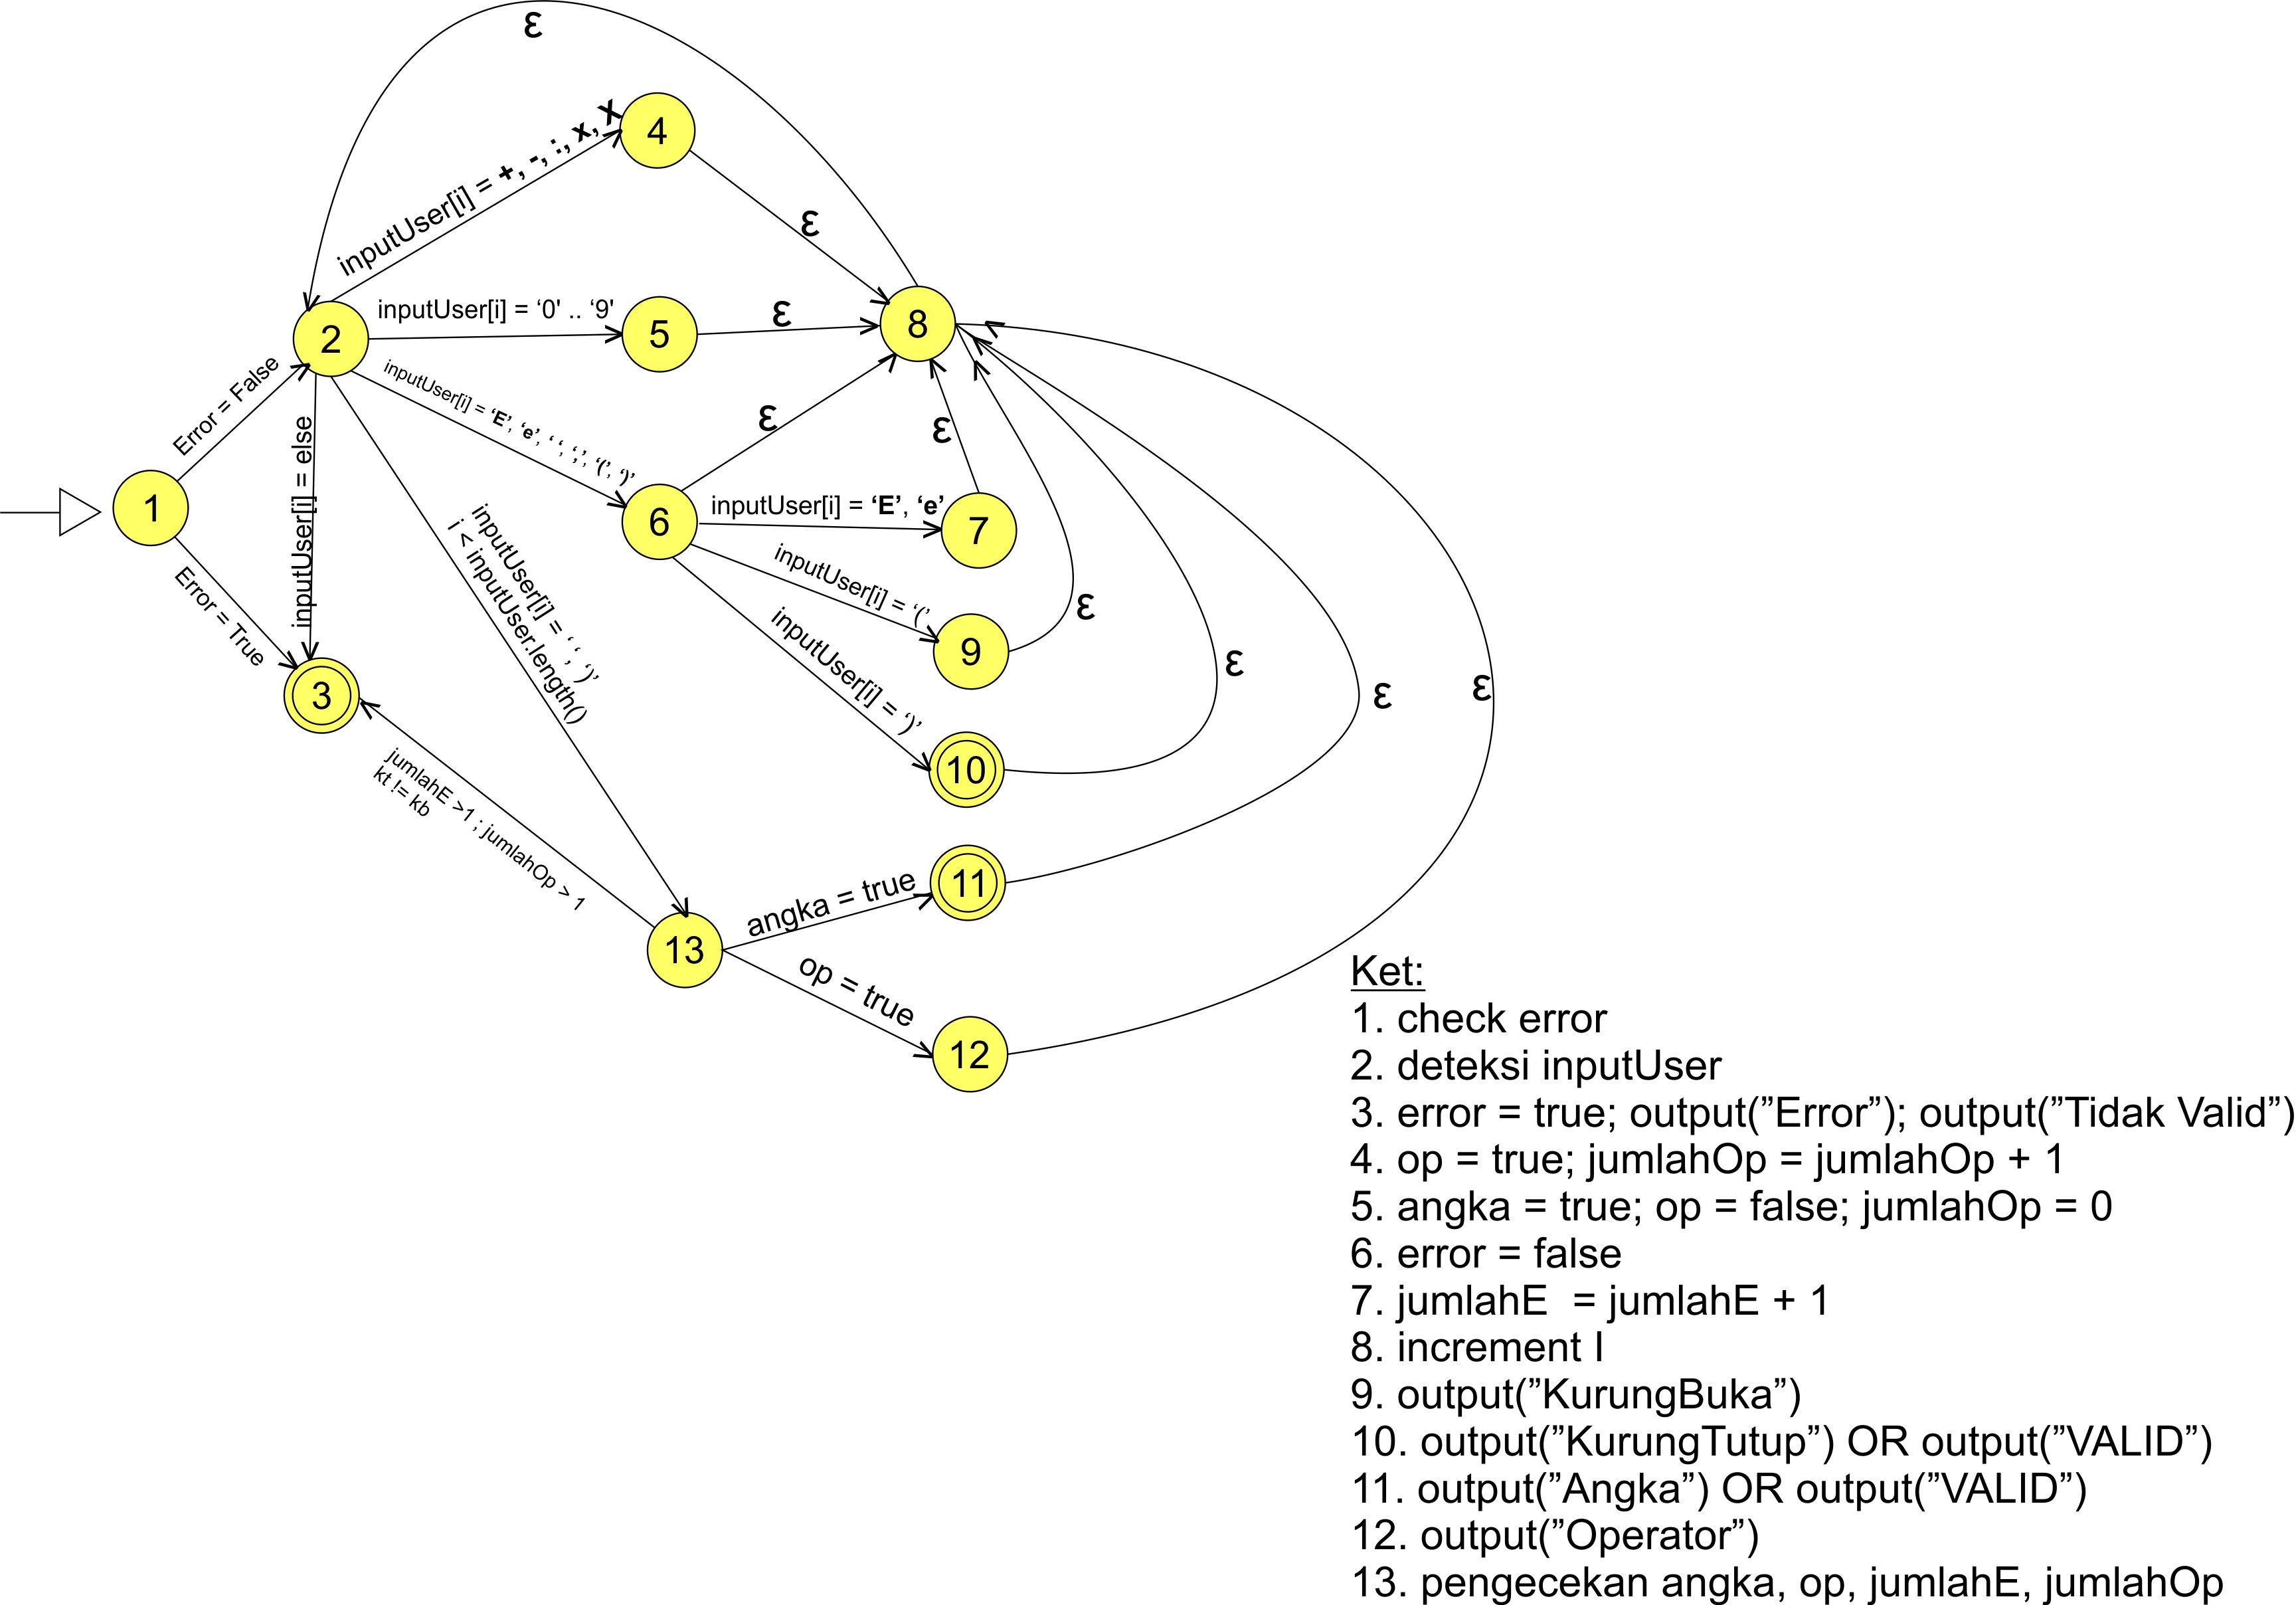 ε
inputUser[i] = +, -, :, x, X
4
ε
inputUser[i] = ‘0' .. ‘9'
2
5
ε
8
Error = False
inputUser[i] = ‘E’, ‘e’, ‘ ‘, ‘,’, ‘(’, ‘)’
ε
ε
inputUser[i] = else
1
6
inputUser[i] = ‘E’, ‘e’
7
inputUser[i] = ‘ ‘, ‘)’
i < inputUser.length()
inputUser[i] = ‘(’
9
ε
Error = True
inputUser[i] = ‘)’
ε
ε
ε
3
10
jumlahE >1 ; jumlahOp > 1
kt != kb
angka = true
11
13
op = true
12
Ket:
1. check error
2. deteksi inputUser
3. error = true; output(”Error”); output(”Tidak Valid”)
4. op = true; jumlahOp = jumlahOp + 1
5. angka = true; op = false; jumlahOp = 0
6. error = false
7. jumlahE  = jumlahE + 1
8. increment I
9. output(”KurungBuka”)
10. output(”KurungTutup”) OR output(”VALID”)
11. output(”Angka”) OR output(”VALID”)
12. output(”Operator”)
13. pengecekan angka, op, jumlahE, jumlahOp